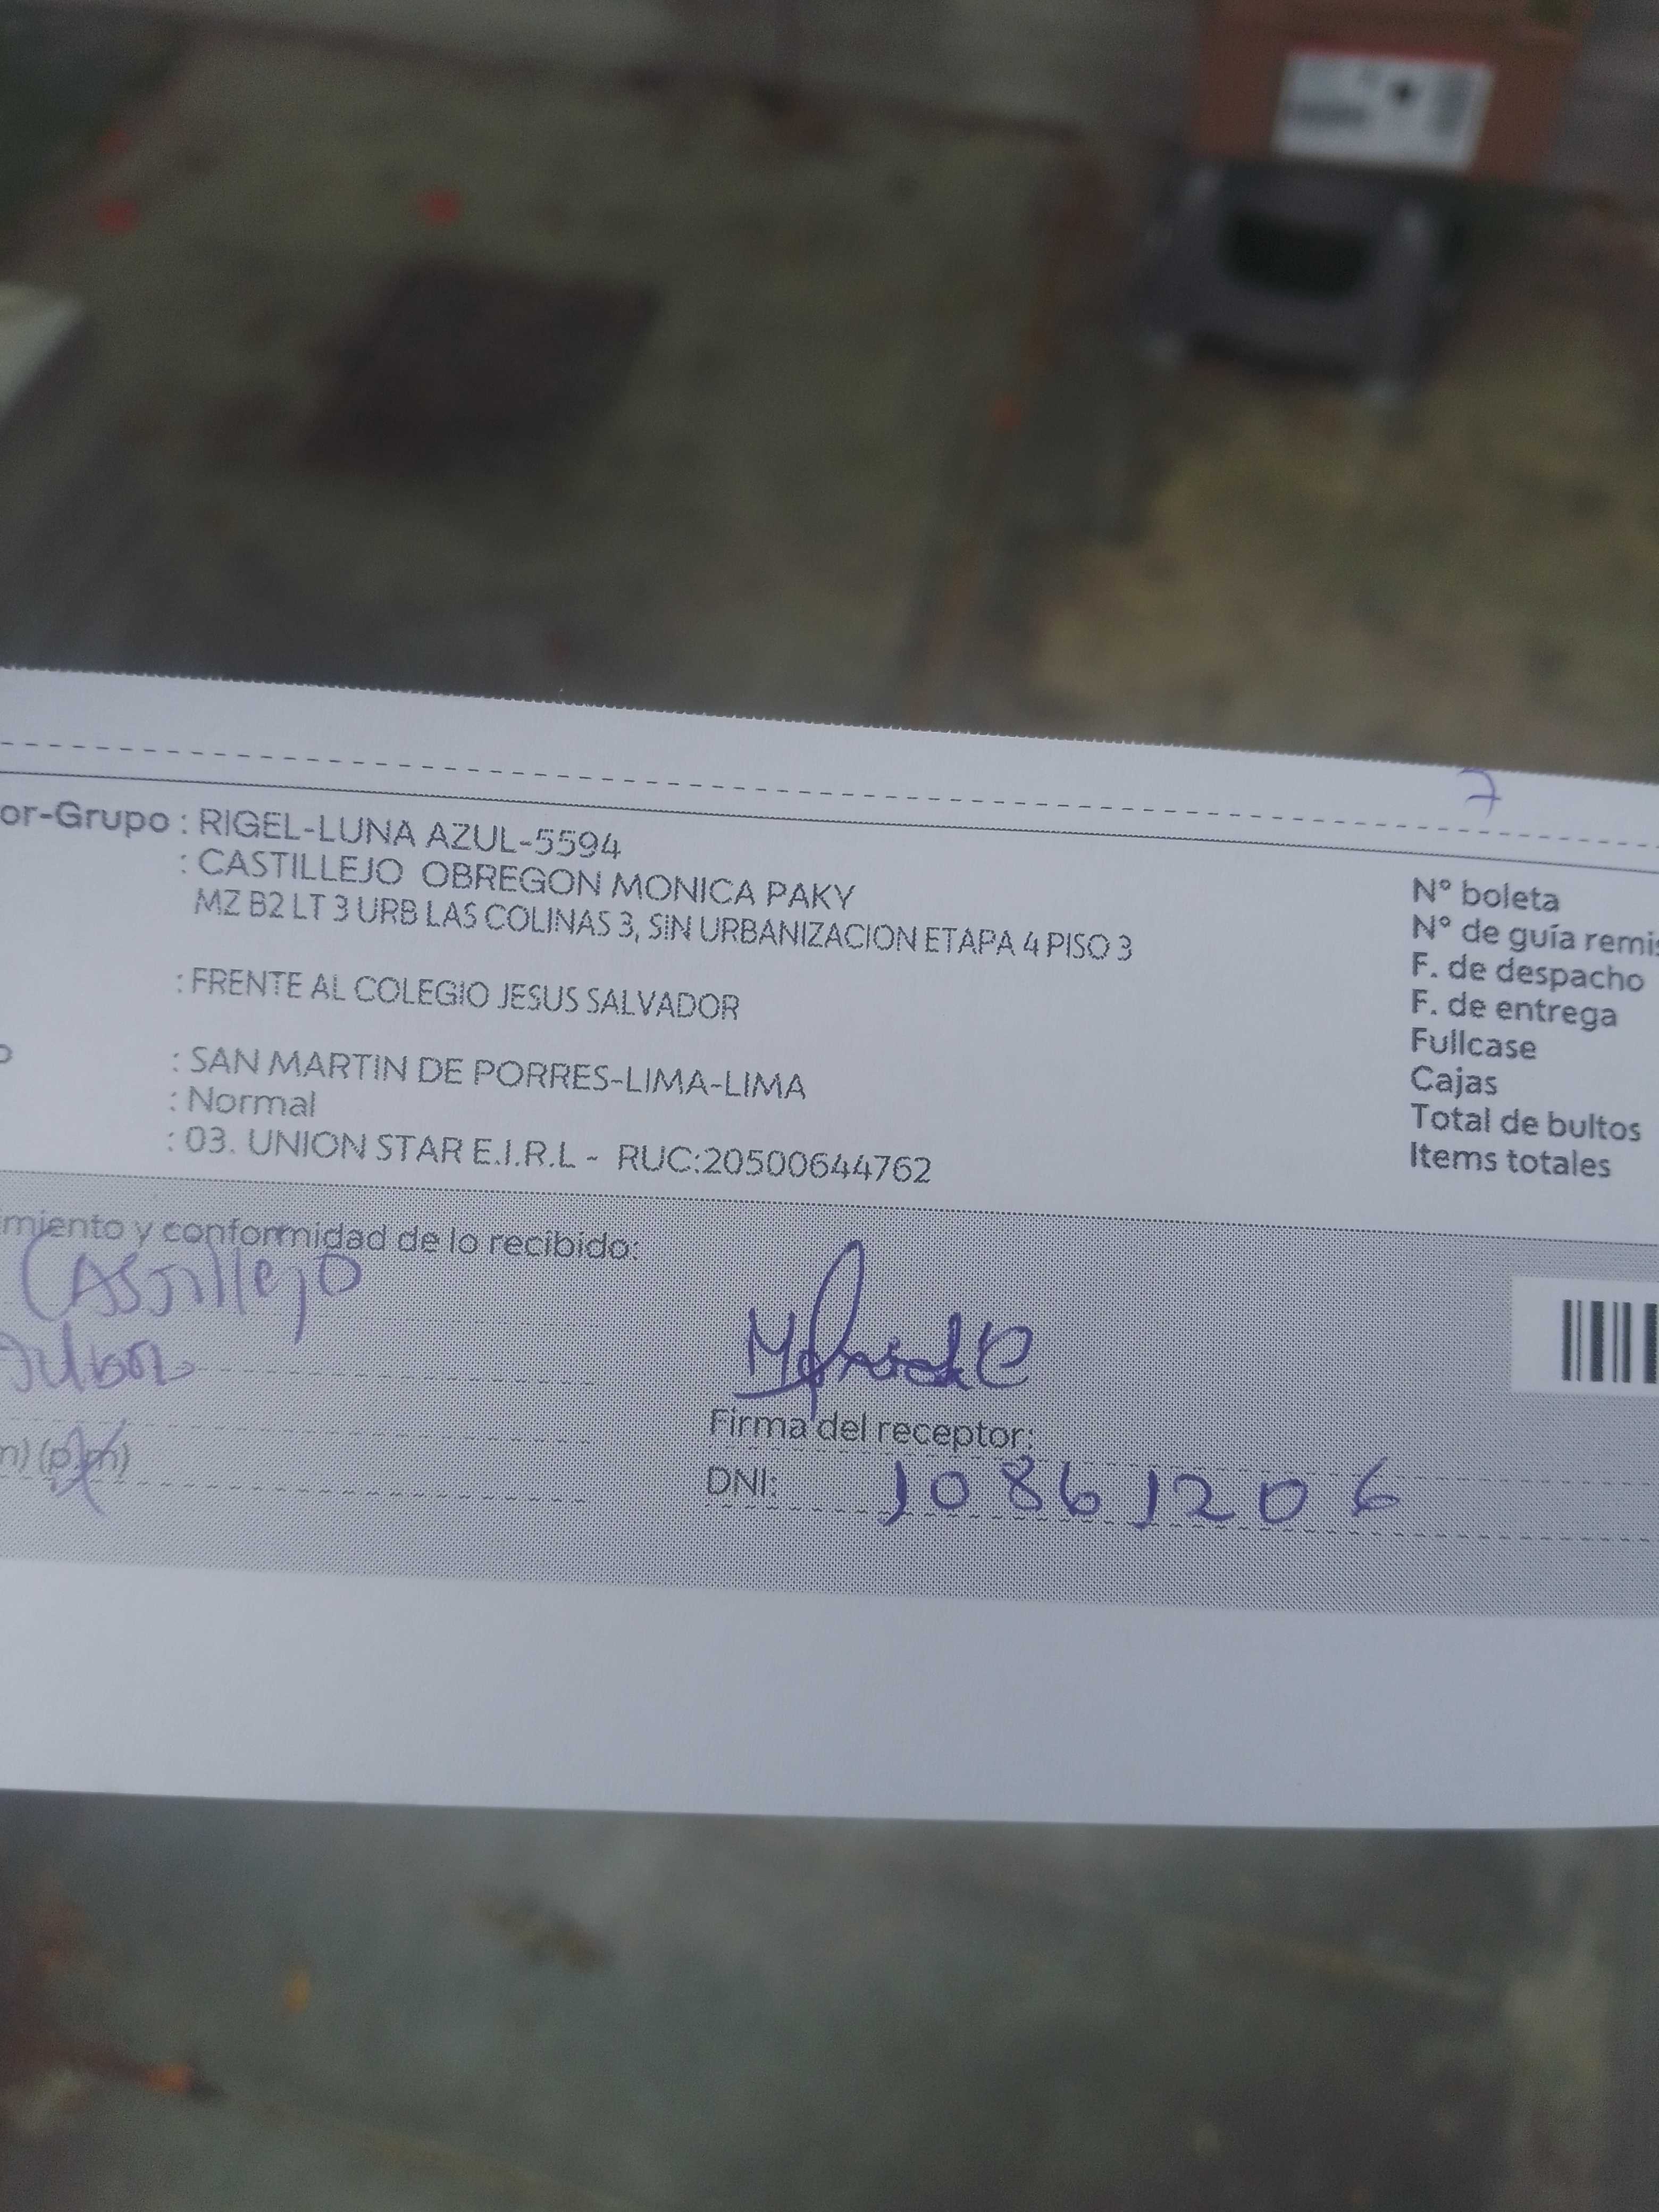 7
or-Grupo : RIGEL-LUNA AZUL-5594
: CASTILLEJO OBREGON MONICA PAKY
MZ B2 LT 3 URB LAS COLINAS 3, SIN URBANIZACION ETAPA 4 PISO 3
: FRENTE AL COLEGIO JESUS SALVADOR
: SAN MARTIN DE PORRES-LIMA-LIMA
: Normal
: 03. UNION STAR E.I.R.L - RUC:20500644762
N° boleta
N° de guía remis
F. de despacho
F. de entrega
Fullcase
Cajas
Total de bultos
Items totales
miento y conformidad de lo recibido:
Castillejo
m) (p.m)
Firma del receptor:
DNI: 10861206